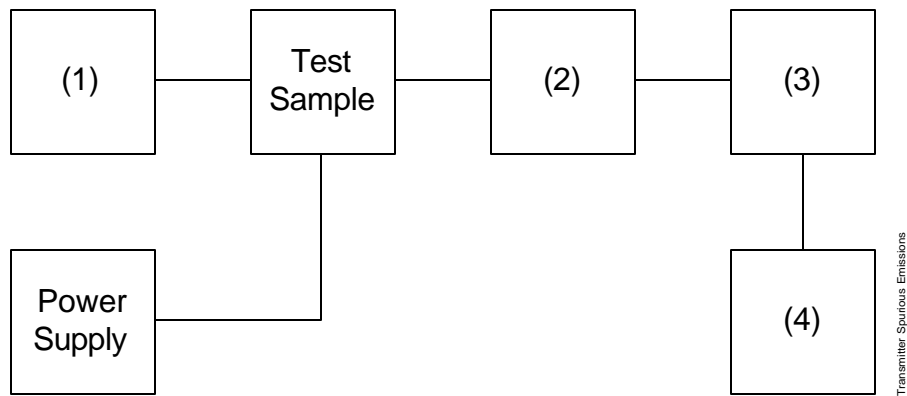 (1)
Test
Sample
(2)
(3)
Power
Supply
(4)
Transmitter Spurious Emissions